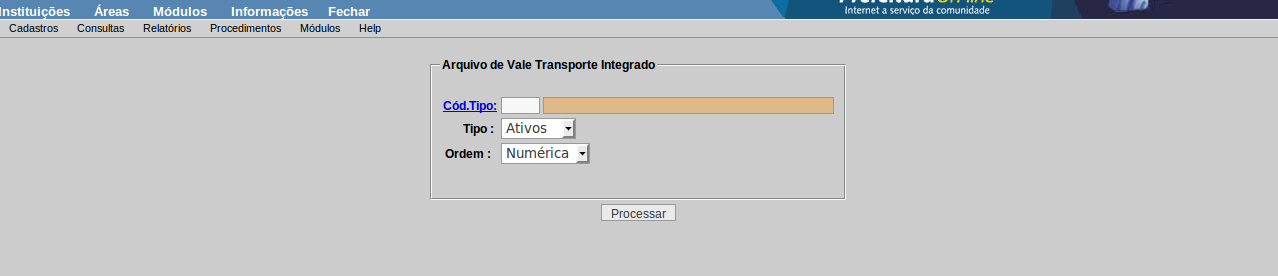 Instituições Áreas Módulos Informações Fechar
Internet a serviço da comunidade
Cadastros Consultas Relatórios Procedimentos Módulos Help
Arquivo de Vale Transporte Integrado
Cód.Tipo:
Tipo : Ativos
Ordem : Numérica
Processar